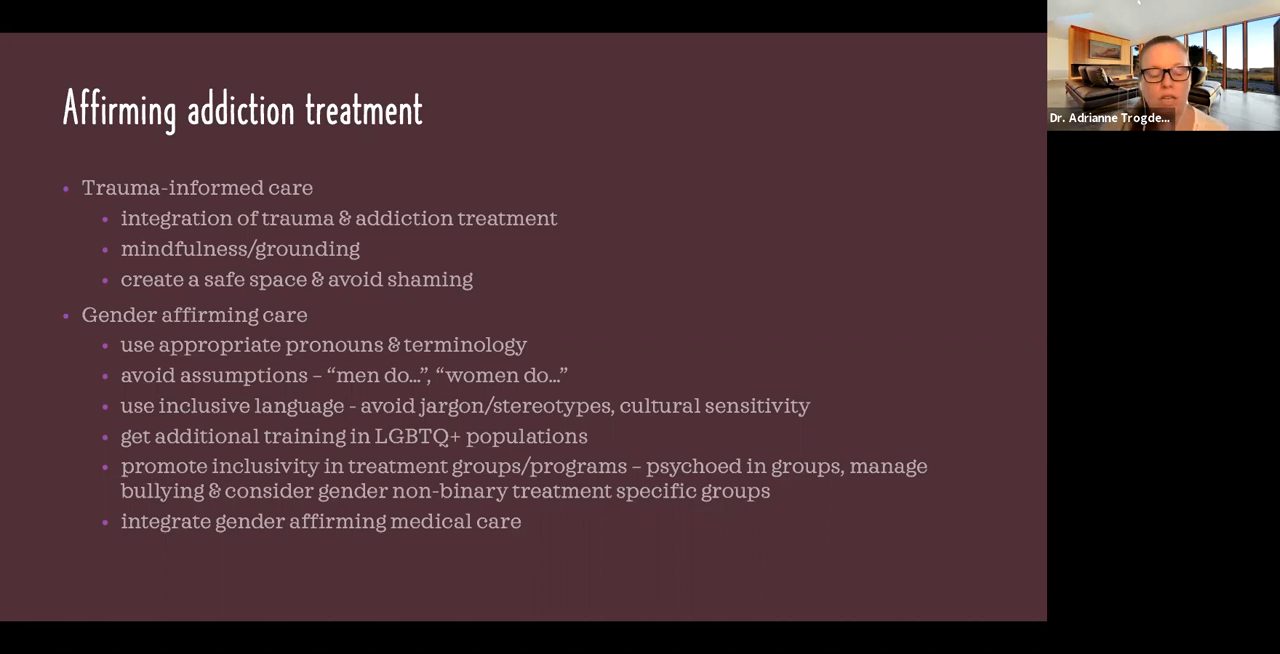 Affirming addiction treatment
• Trauma-informed care
• integration of trauma & addiction treatment
• mindfulness/grounding
• create a safe space & avoid shaming
• Gender affirming care
• use appropriate pronouns & terminology
• avoid assumptions – “men do...”, “women do...”
• use inclusive language - avoid jargon/stereotypes, cultural sensitivity
• get additional training in LGBTQ+ populations
• promote inclusivity in treatment groups/programs – psychoed in groups, manage
bullying & consider gender non-binary treatment specific groups
• integrate gender affirming medical care
Dr. Adrianne Trogde...